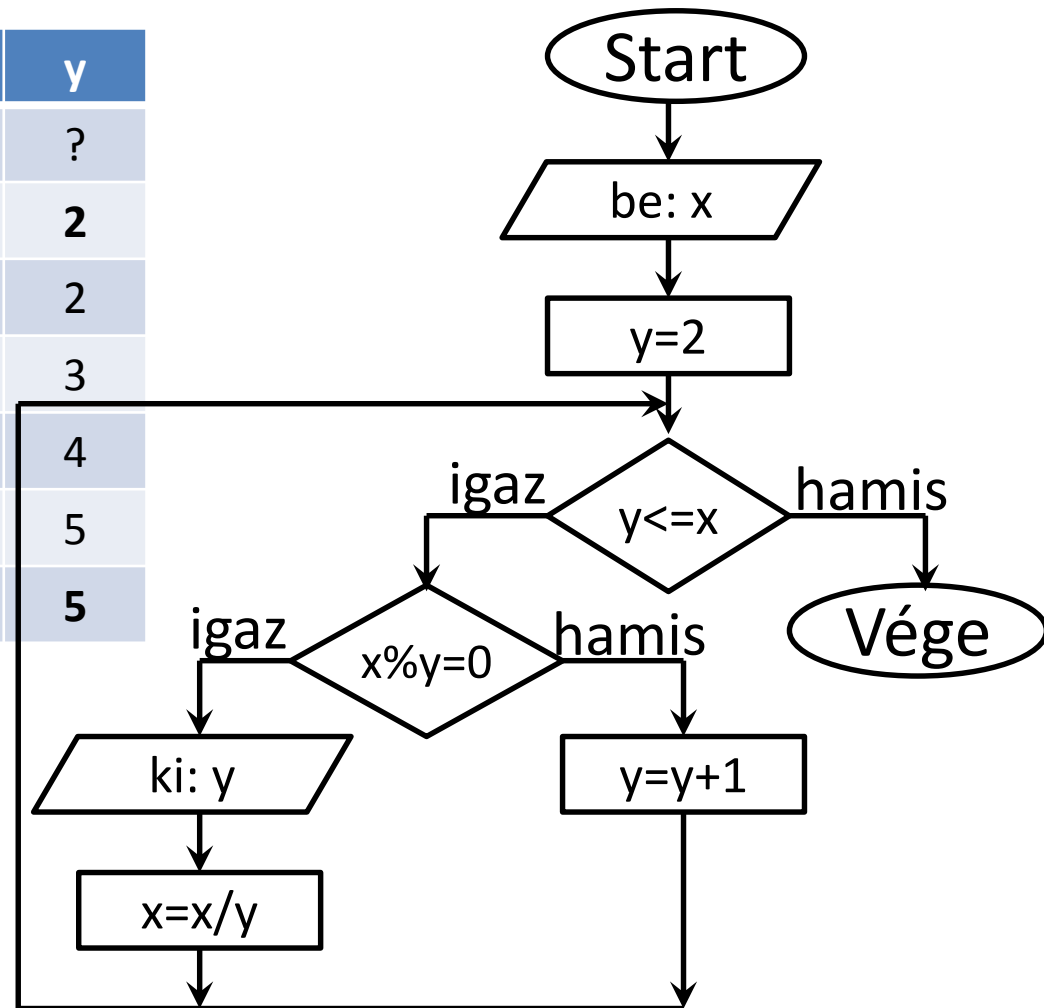 y
?
2
2
3
4
5
5
Start
be: x
y=2
y<=x
igaz
hamis
Vége
x%y=0
igaz
hamis
ki: y
y=y+1
x=x/y